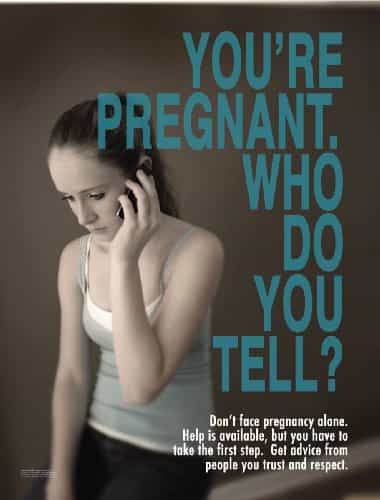 YOU'RE
PREGNANT.
WHO
DO
YOU
TELL?
Don't face pregnancy alone.
Help is available, but you have to
take the first step.  Get advice from
people you trust and respect.